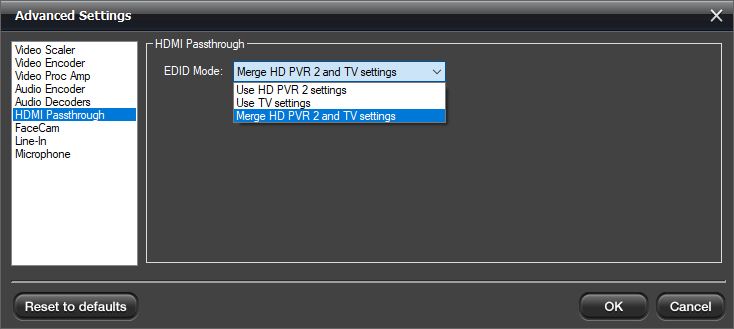 Advanced Settings
Video Scaler
Video Encoder
Video Proc Amp
Audio Encoder
Audio Decoders
HDMI Passthrough
FaceCam
Line-In
Microphone
HDMI Passthrough
EDID Mode: Merge HD PVR 2 and TV settings
Use HD PVR 2 settings
Use TV settings
Merge HD PVR 2 and TV settings
Reset to defaults OK Cancel